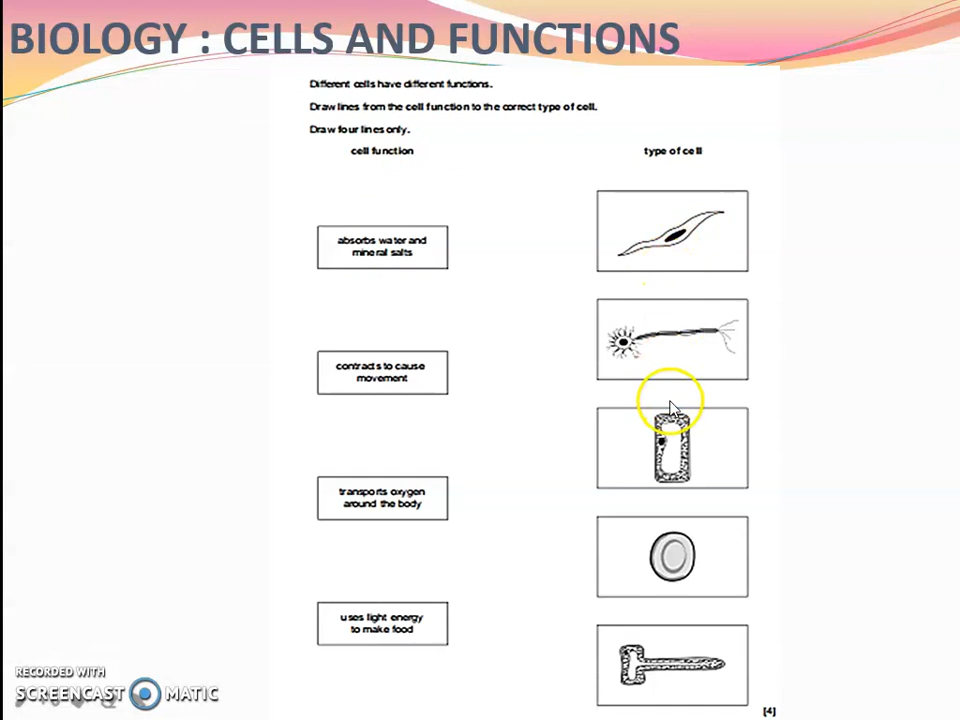 BIOLOGY : CELLS AND FUNCTIONS
Different cells have different functions.
Draw lines from the cell function to the correct type of cell.
Draw four lines only.
cell function
type of cell
absorbs water and
mineral salts
contracts to cause
movement
transports oxygen
around the body
uses light energy
to make food
[4]
RECORDED WITH
SCREENCAST MATIC